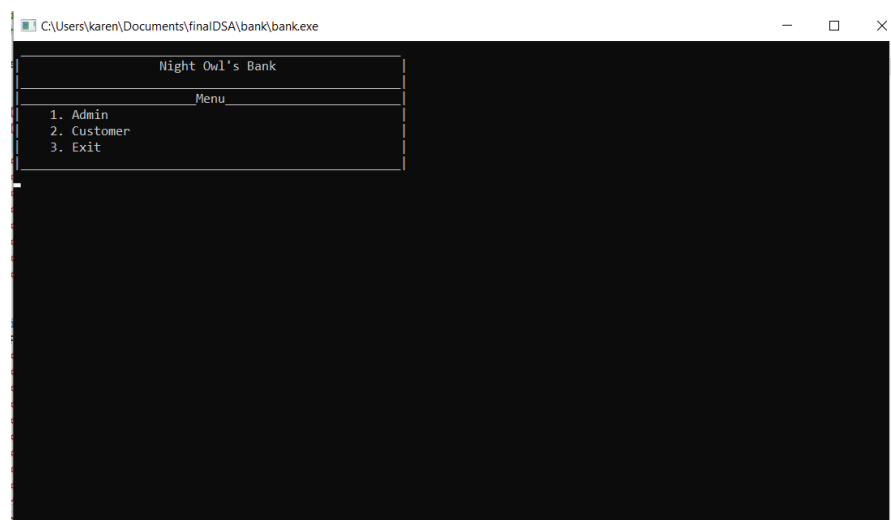 C:\Users\karen\Documents\finalDSA\bank\bank.exe
Night Owl's Bank
Menu
1. Admin
2. Customer
3. Exit